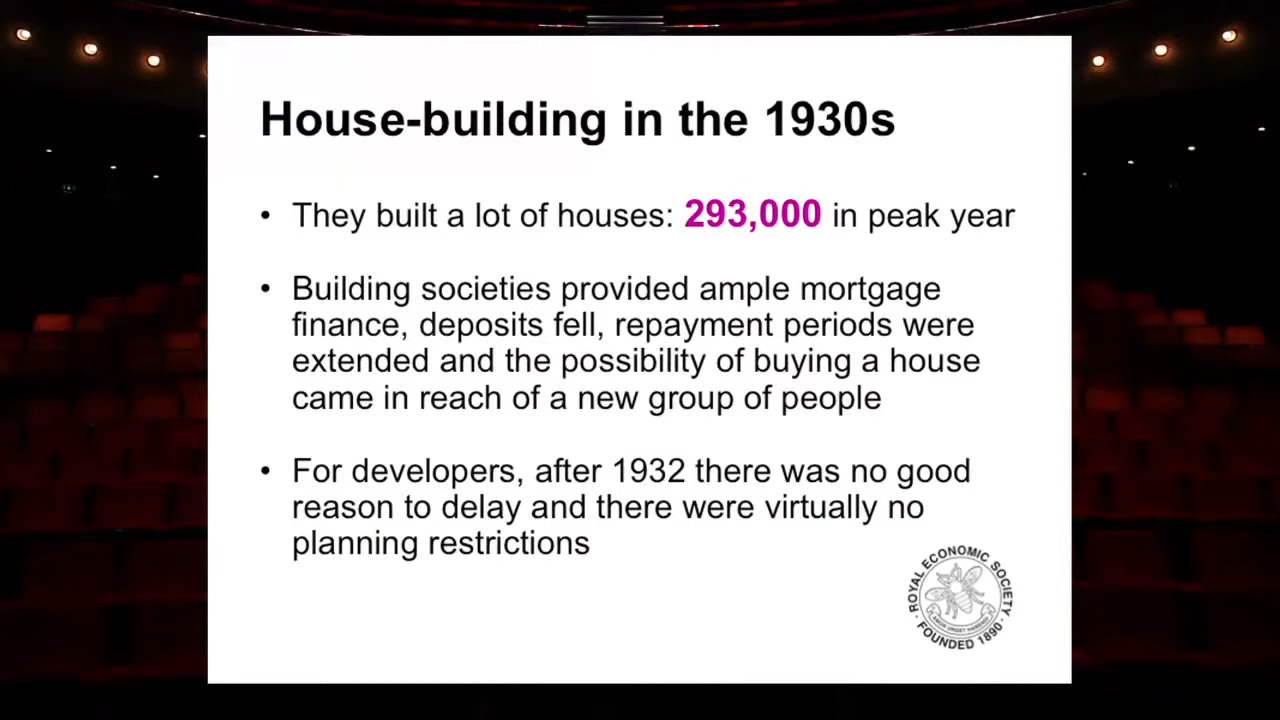 House-building in the 1930s
• They built a lot of houses: 293,000 in peak year
• Building societies provided ample mortgage
finance, deposits fell, repayment periods were
extended and the possibility of buying a house
came in reach of a new group of people
• For developers, after 1932 there was no good
reason to delay and there were virtually no
planning restrictions
ROYAL ECONOMIC SOCIETY
· FOUNDED 1890 ·